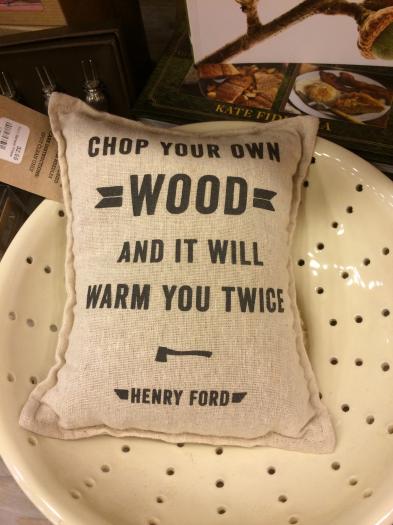 CHOP YOUR OWN
WOOD
AND IT WILL
WARM YOU TWICE
HENRY FORD